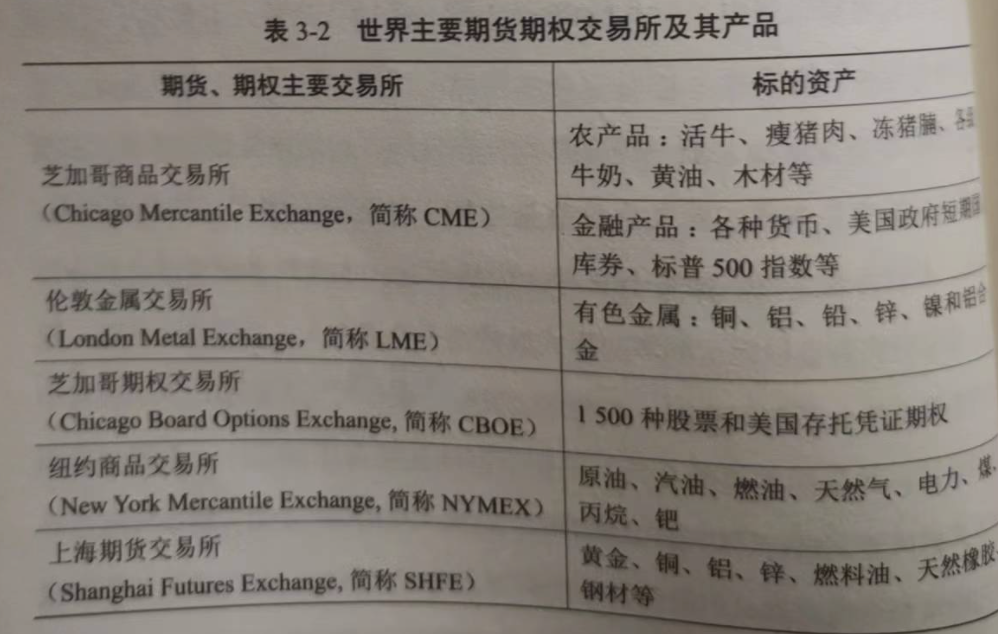 表 3-2 世界主要期货期权交易所及其产品
期货、期权主要交易所
标的资产
芝加哥商品交易所
（Chicago Mercantile Exchange，简称 CME）
农产品：活牛、瘦猪肉、冻猪腩、各
牛奶、黄油、木材等
金融产品：各种货币、美国政府短期国
库券、标普 500 指数等
伦敦金属交易所
（London Metal Exchange，简称 LME）
有色金属：铜、铝、铅、锌、镍和铝合
金
芝加哥期权交易所
（Chicago Board Options Exchange, 简称 CBOE）
1 500 种股票和美国存托凭证期权
纽约商品交易所
（New York Mercantile Exchange, 简称 NYMEX）
原油、汽油、燃油、天然气、电力、煤、
丙烷、钯
上海期货交易所
（Shanghai Futures Exchange, 简称 SHFE）
黄金、铜、铝、锌、燃料油、天然橡胶、
钢材等